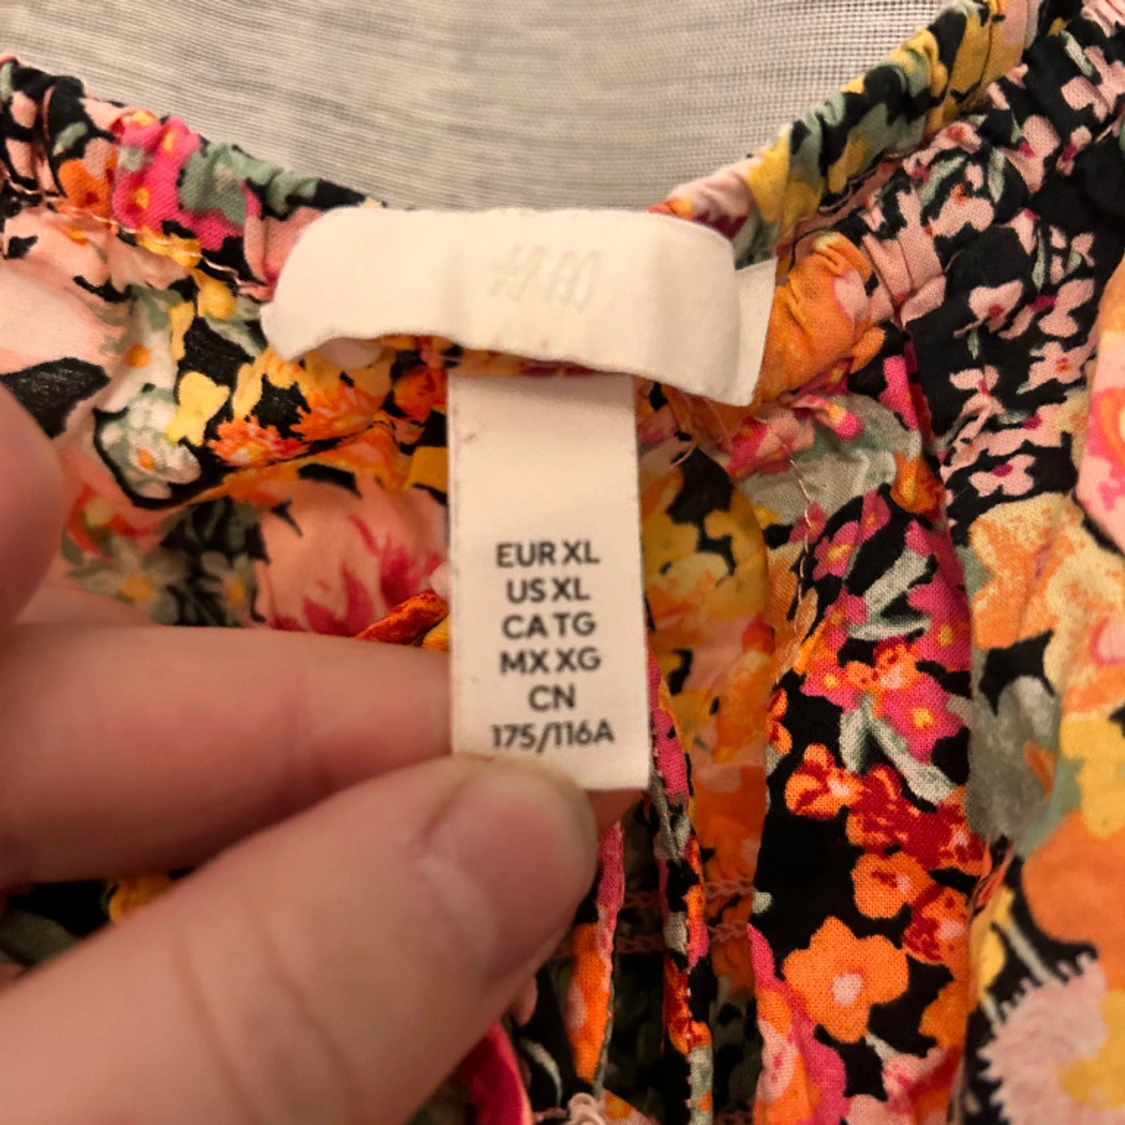 H&M
EUR XL
US XL
CA TG
MX XG
CN
175/116A